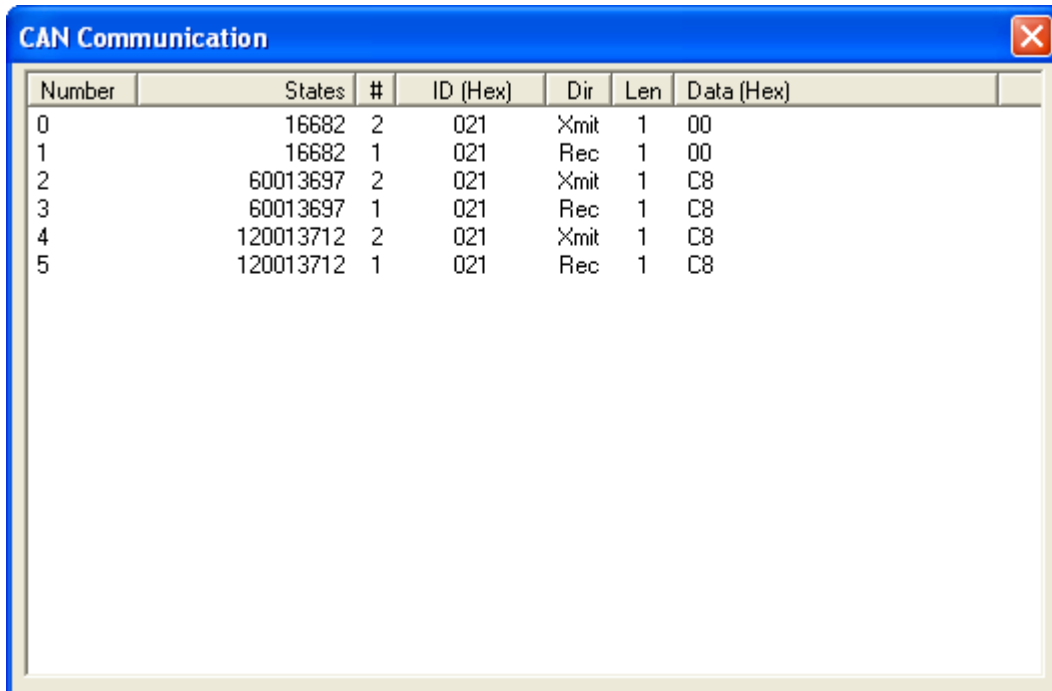 CAN Communication
Number States # ID (Hex) Dir Len Data (Hex)
0 16682 2 021 Xmit 1 00
1 16682 1 021 Rec 1 00
2 60013697 2 021 Xmit 1 C8
3 60013697 1 021 Rec 1 C8
4 120013712 2 021 Xmit 1 C8
5 120013712 1 021 Rec 1 C8